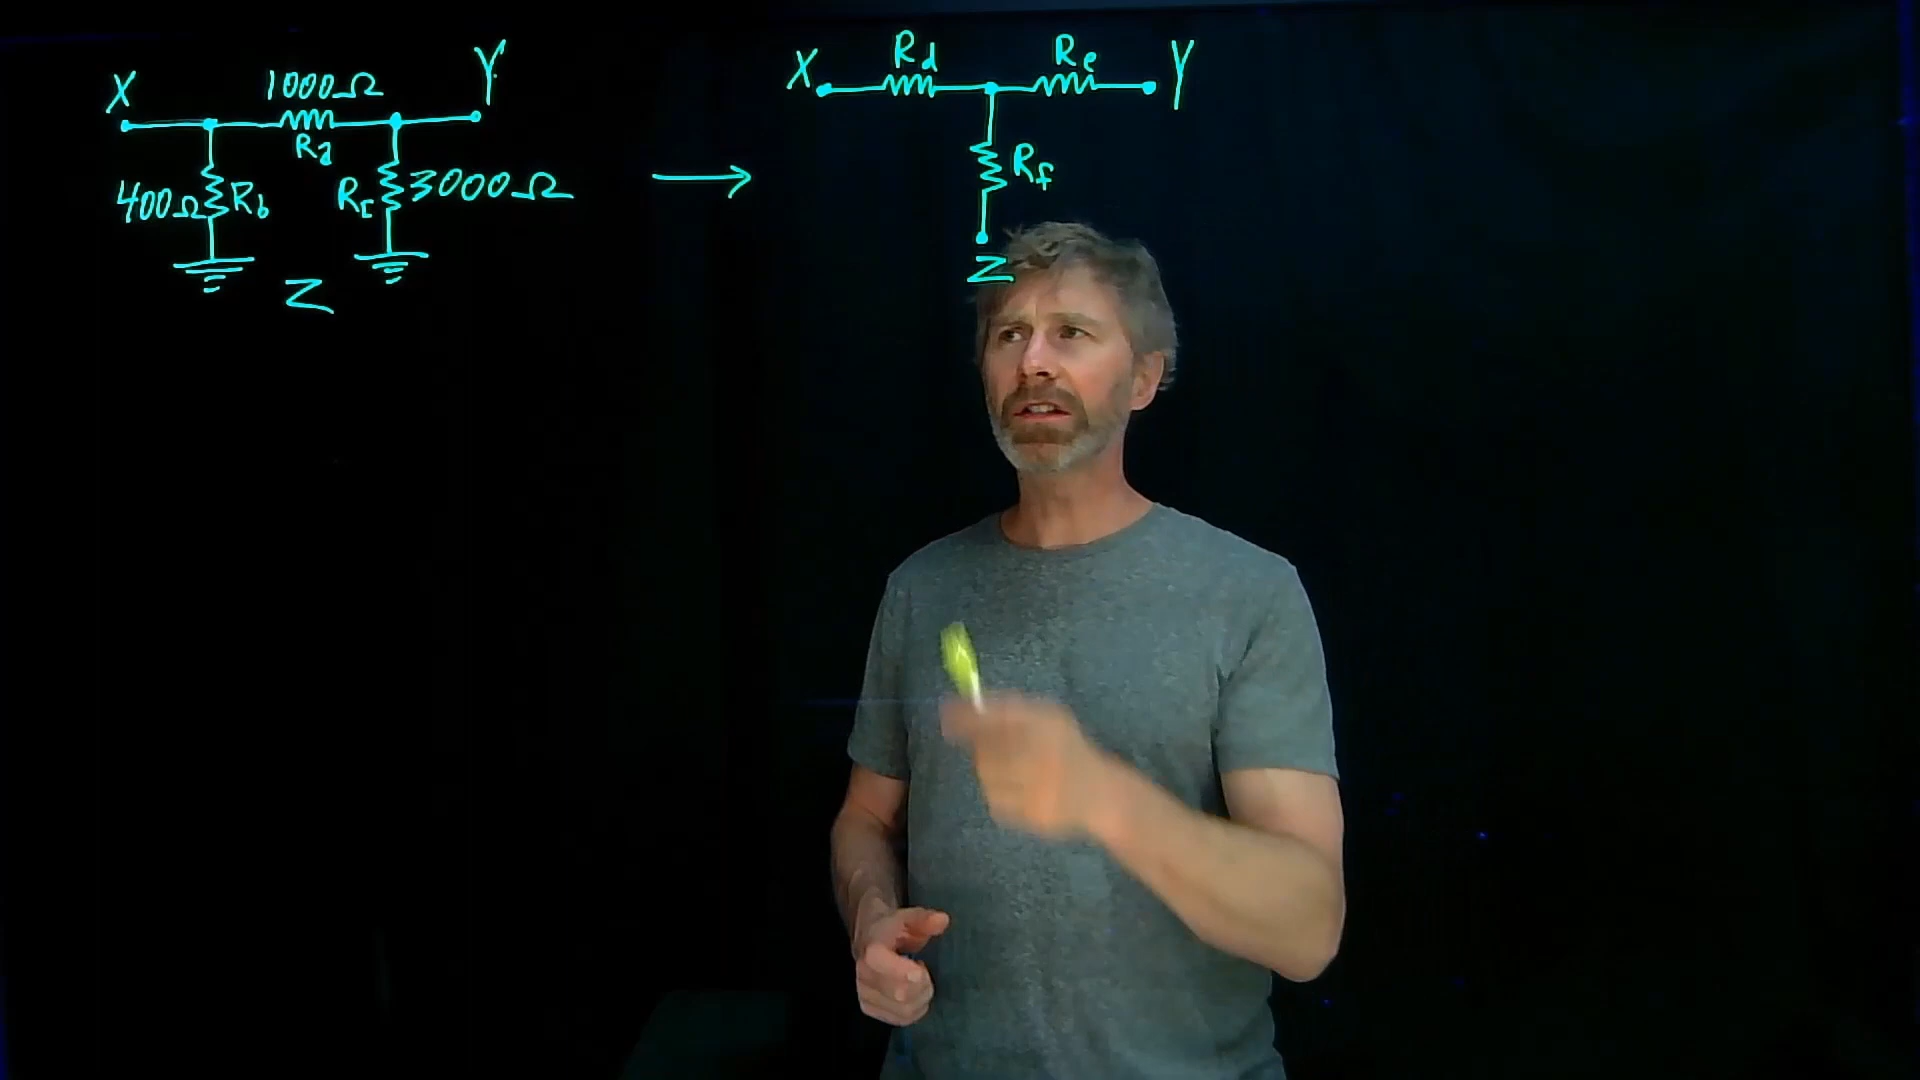 X 1000Ω Y
Ra
400Ω Rb Rc 3000Ω
Z
X Rd Re Y
Rf
Z